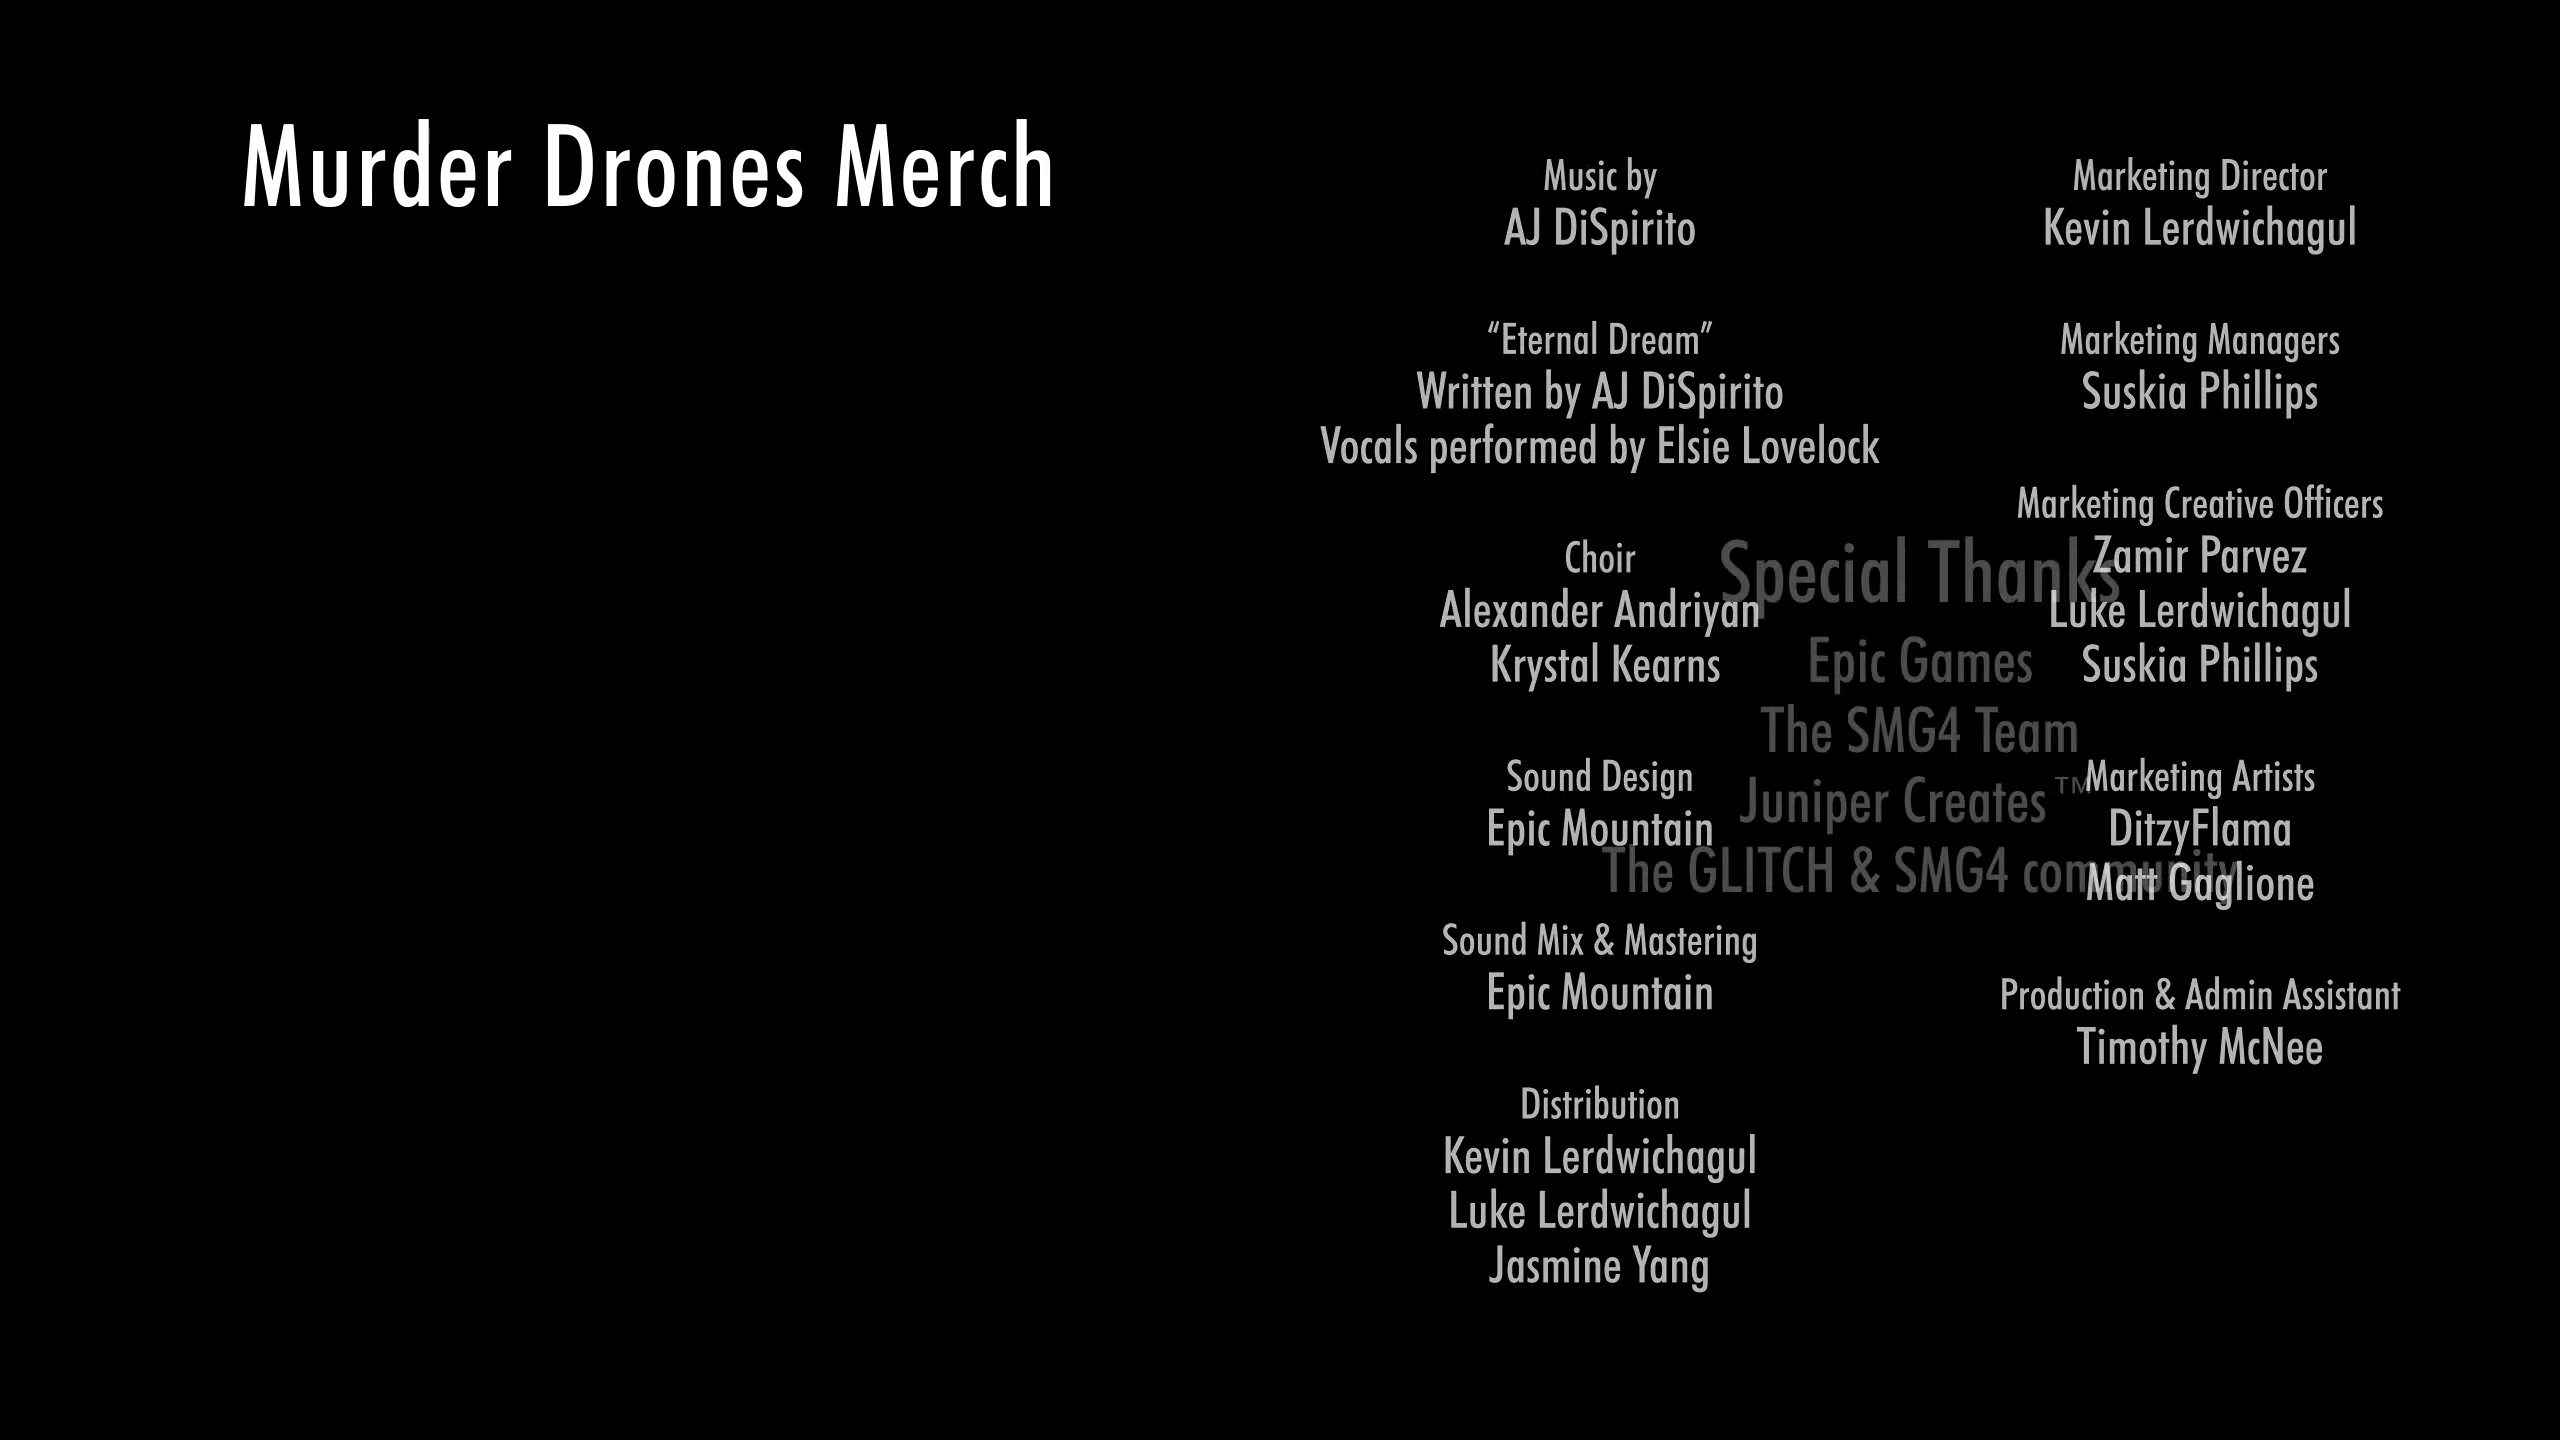 Murder Drones Merch
Music by
AJ DiSpirito
“Eternal Dream”
Written by AJ DiSpirito
Vocals performed by Elsie Lovelock
Choir
Alexander Andriyan
Krystal Kearns
Sound Design
Epic Mountain
Sound Mix & Mastering
Epic Mountain
Distribution
Kevin Lerdwichagul
Luke Lerdwichagul
Jasmine Yang
Marketing Director
Kevin Lerdwichagul
Marketing Managers
Suskia Phillips
Marketing Creative Officers
Zamir Parvez
Luke Lerdwichagul
Suskia Phillips
Marketing Artists
DitzyFlama
Matt Gaglione
Production & Admin Assistant
Timothy McNee
Special Thanks
Epic Games
The SMG4 Team
Juniper Creates™
The GLITCH & SMG4 community